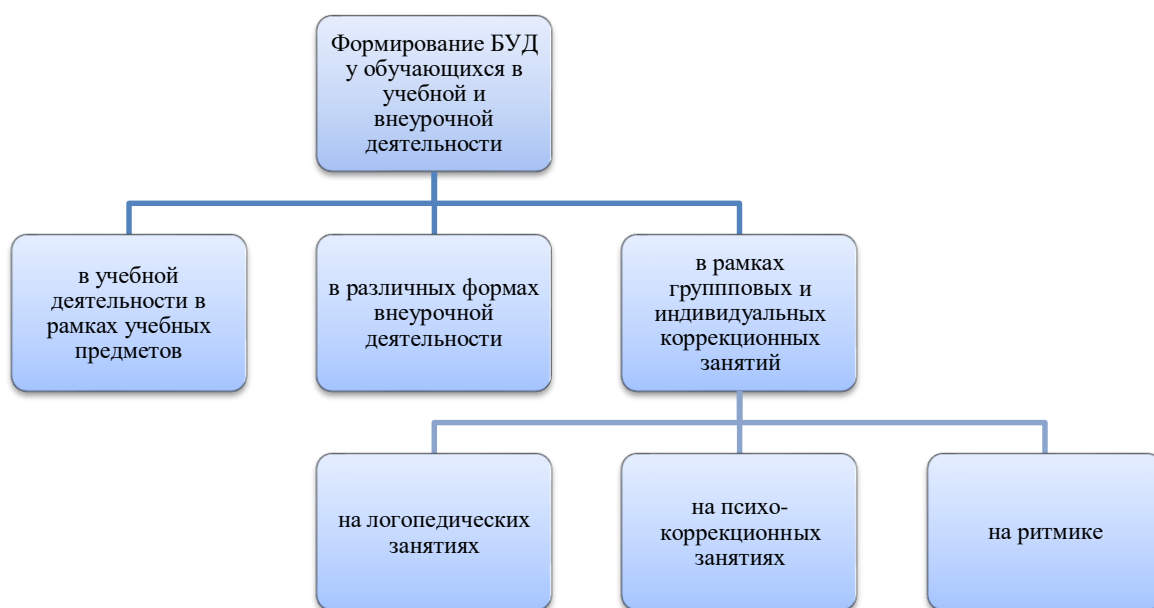 Формирование БУД
у обучающихся в
учебной и
внеурочной
деятельности
в учебной
деятельности в
рамках учебных
предметов
в различных формах
внеурочной
деятельности
в рамках
группповых и
индивидуальных
коррекционных
занятий
на логопедических
занятиях
на психо-
коррекционных
занятиях
на ритмике